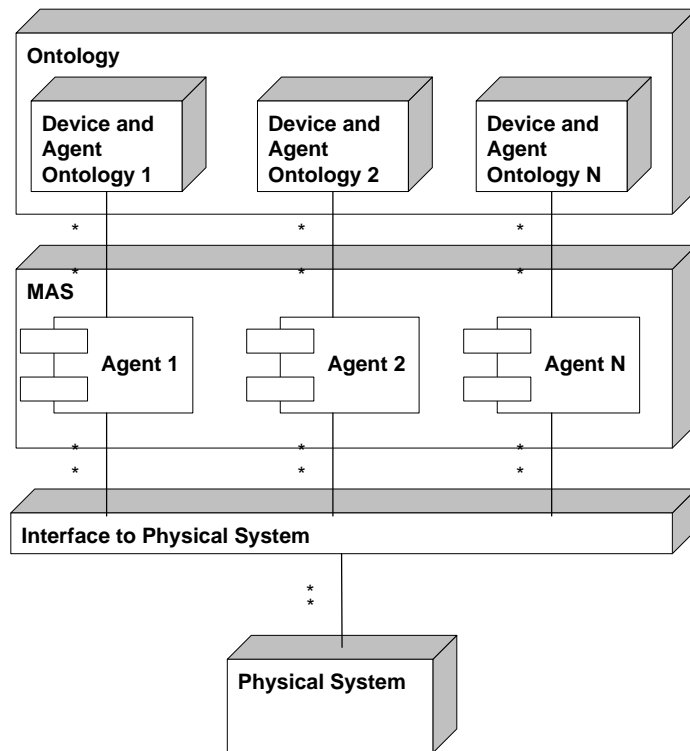 Ontology
Device and
Agent
Ontology 1
Device and
Agent
Ontology 2
Device and
Agent
Ontology N
* * *
* * *
MAS
Agent 1
Agent 2
Agent N
* * *
* * *
Interface to Physical System
*
*
Physical System